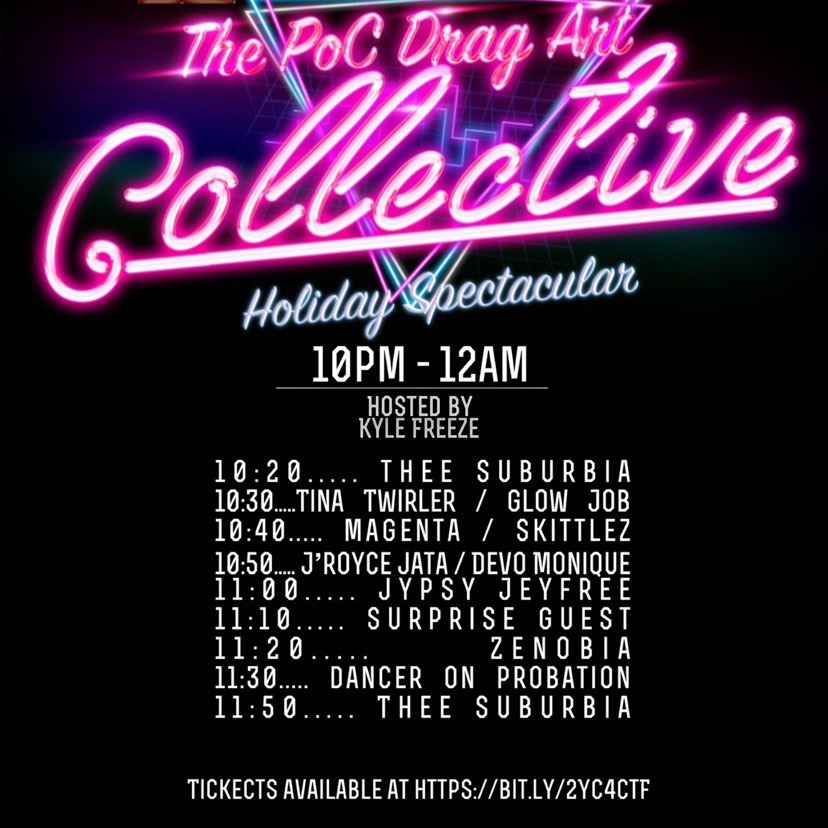 The PoC Drag Art
Collective
Holiday Spectacular
10PM - 12AM
HOSTED BY
KYLE FREEZE
10:20..... THEE SUBURBIA
10:30.....TINA TWIRLER / GLOW JOB
10:40..... MAGENTA / SKITTLEZ
10:50..... J'ROYCE JATA / DEVO MONIQUE
11:00..... JYPSY JEYFREE
11:10..... SURPRISE GUEST
11:20..... ZENOBIA
11:30..... DANCER ON PROBATION
11:50..... THEE SUBURBIA
TICKECTS AVAILABLE AT HTTPS://BIT.LY/2YC4CTF